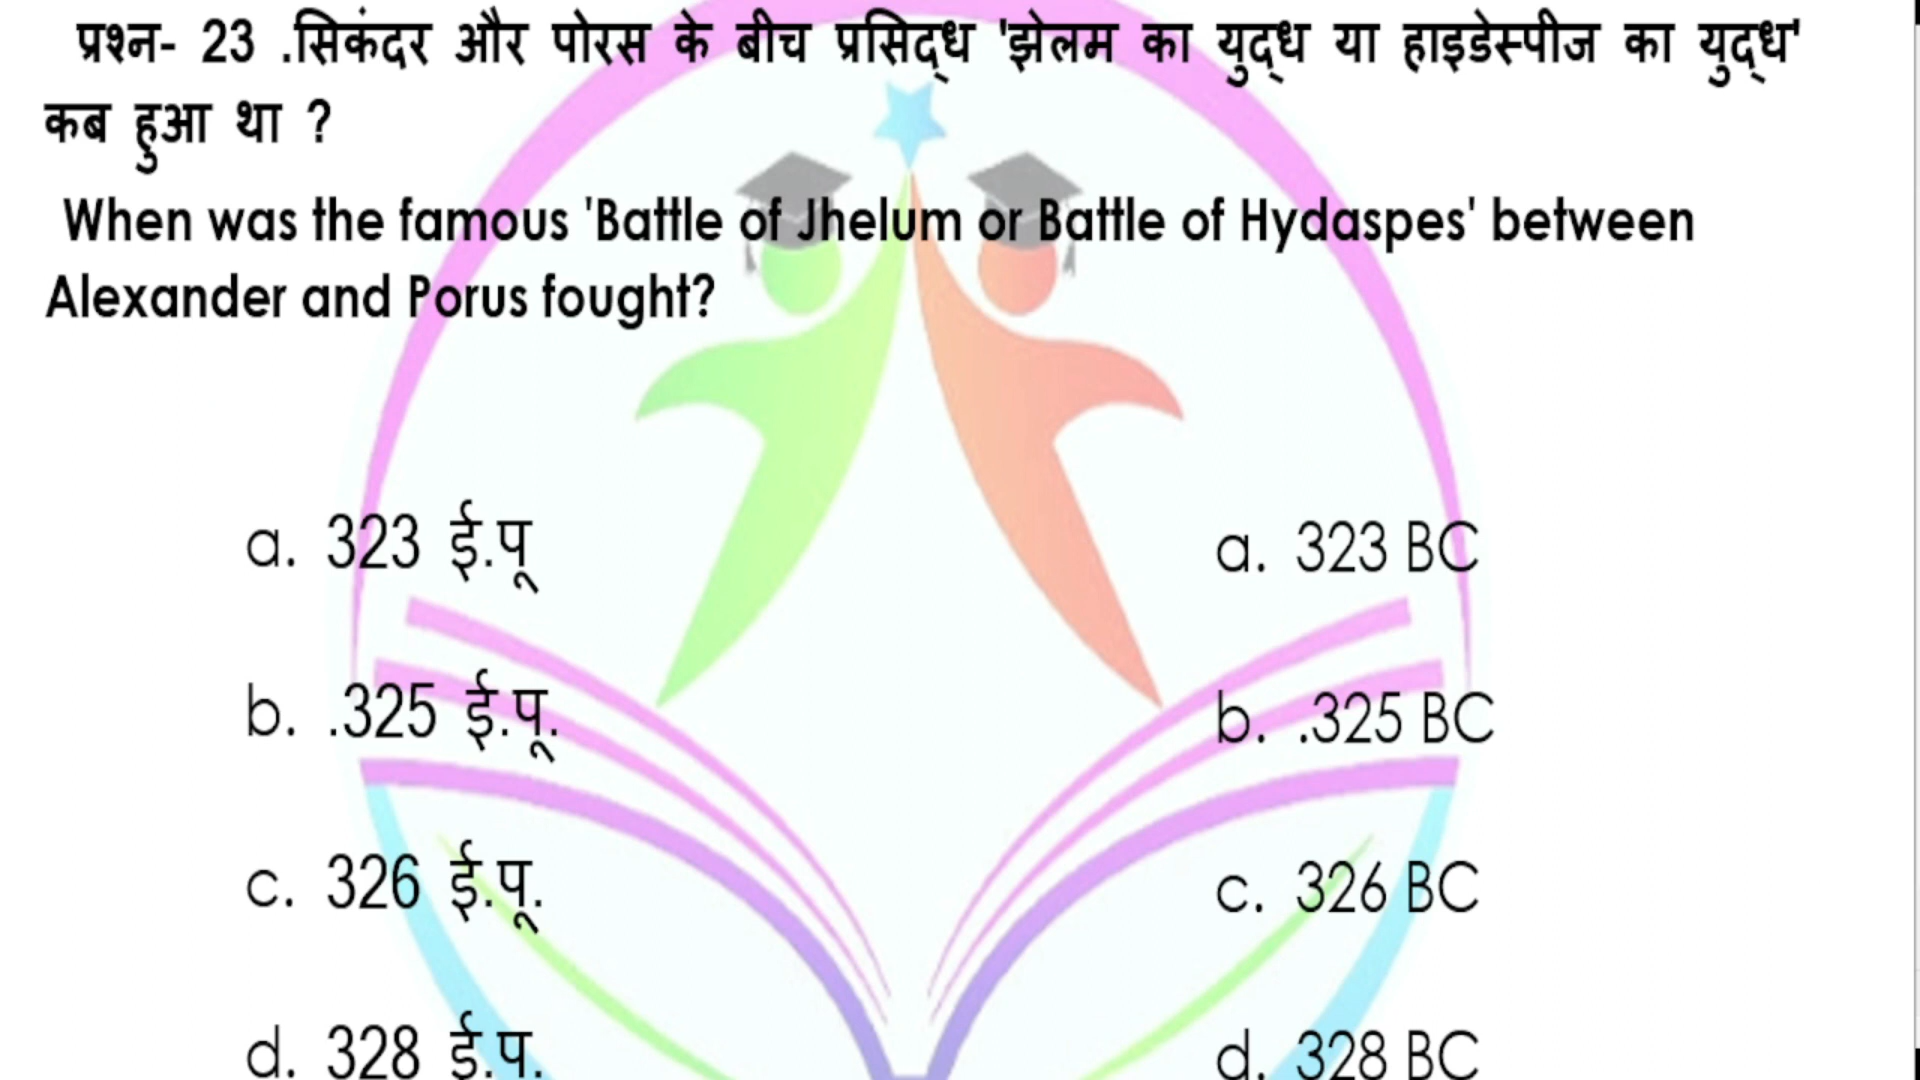 प्रश्न- 23 .सिकंदर और पोरस के बीच प्रसिद्ध 'झेलम का युद्ध या हाइडेस्पीज का युद्ध'
कब हुआ था ?
When was the famous 'Battle of Jhelum or Battle of Hydaspes' between
Alexander and Porus fought?
a. 323 ई.पू
a. 323 BC
b. .325 ई.पू.
b. .325 BC
c. 326 ई.पू.
c. 326 BC
d. 328 ई.पू.
d. 328 BC